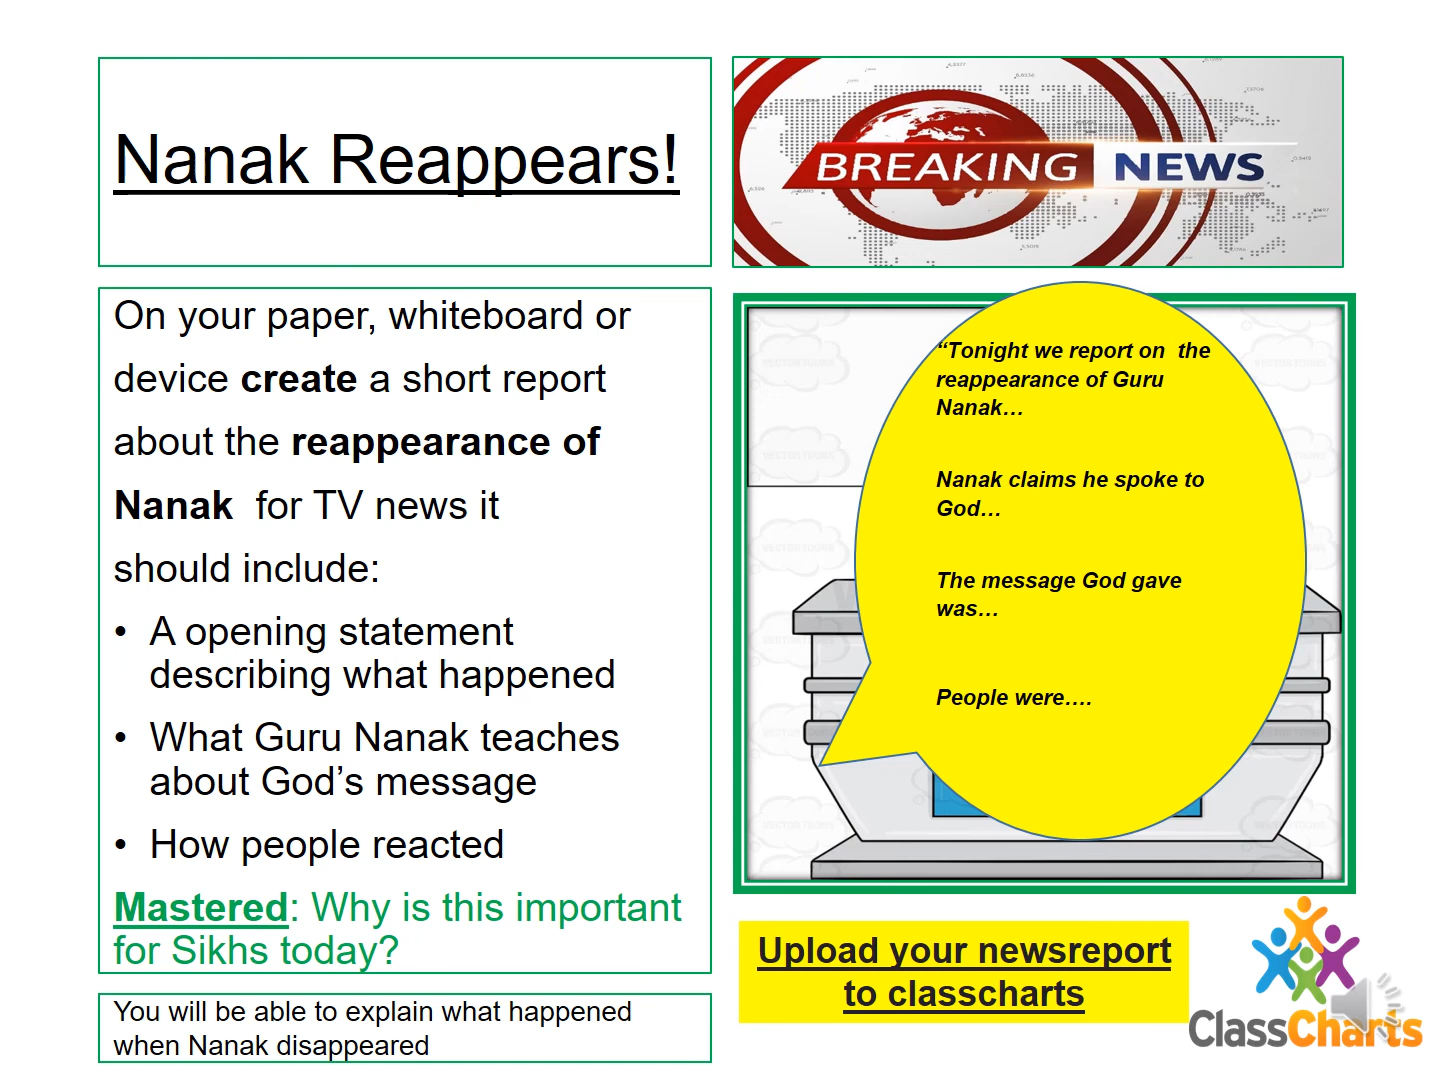 Nanak Reappears!
BREAKING NEWS
On your paper, whiteboard or
device create a short report
about the reappearance of
Nanak  for TV news it
should include:
• A opening statement
describing what happened
• What Guru Nanak teaches
about God’s message
• How people reacted
Mastered: Why is this important
for Sikhs today?
You will be able to explain what happened
when Nanak disappeared
“Tonight we report on  the
reappearance of Guru
Nanak…
Nanak claims he spoke to
God…
The message God gave
was…
People were….
Upload your newsreport
to classcharts
ClassCharts